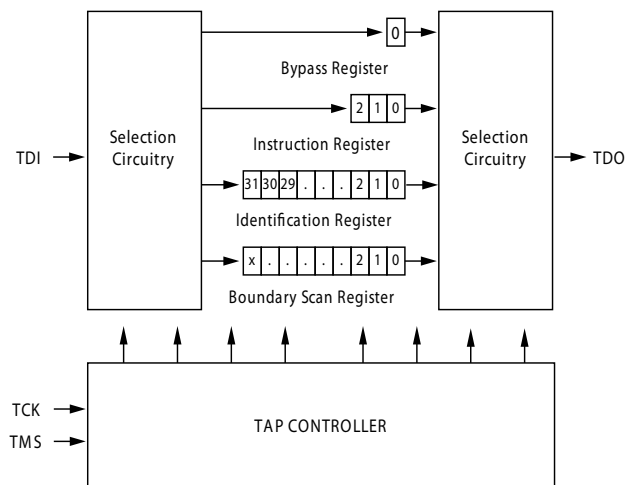 0
Bypass Register
2 1 0
Selection
Circuitry
Selection
Circuitry
TDI
TDO
Instruction Register
31 30 29 . . . 2 1 0
Identification Register
x . . . . . 2 1 0
Boundary Scan Register
TCK
TMS
TAP CONTROLLER